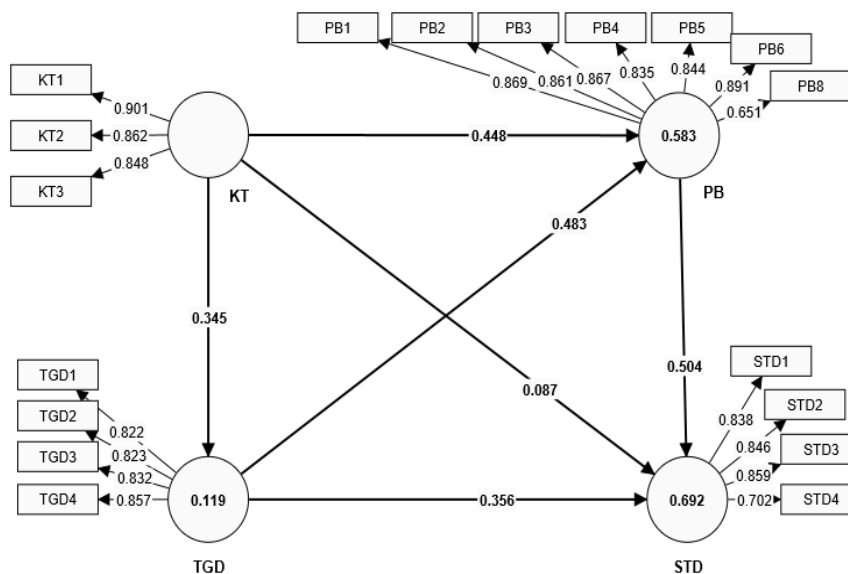 PB1
PB2
PB3
PB4
PB5
PB6
PB8
0.869
0.861
0.867
0.835
0.844
0.891
0.651
KT1
KT2
KT3
0.901
0.862
0.848
KT
0.448
0.583
PB
0.483
0.345
0.087
0.504
TGD1
TGD2
TGD3
TGD4
0.822
0.823
0.832
0.857
0.119
TGD
0.356
0.692
STD
STD1
STD2
STD3
STD4
0.838
0.846
0.859
0.702